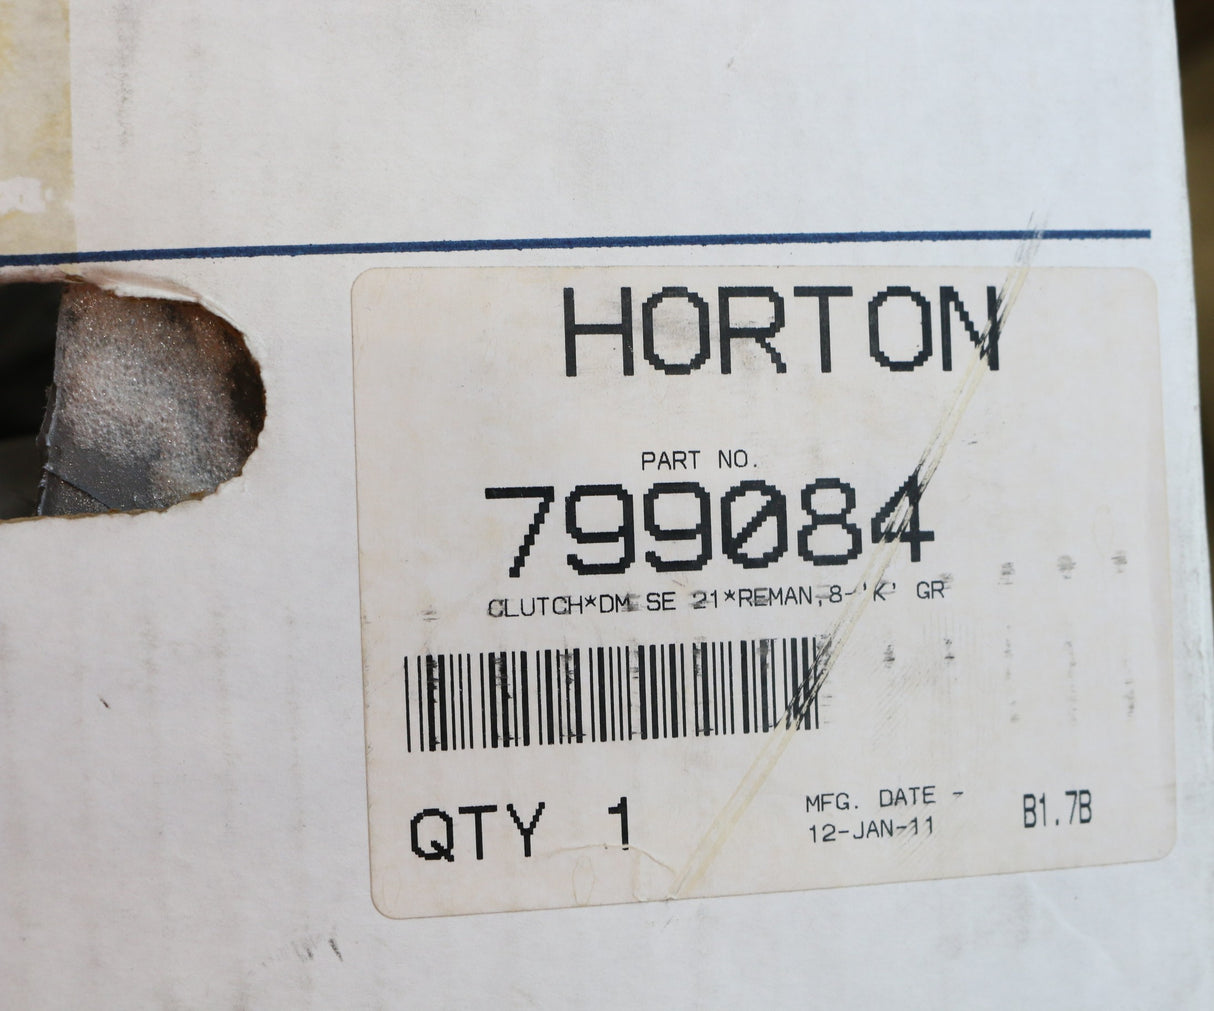 HORTON
PART NO.
799084
CLUTCH*DM SE 21*REMAN,8-'K' GR
QTY 1
MFG. DATE -
12-JAN-11
B1.7B